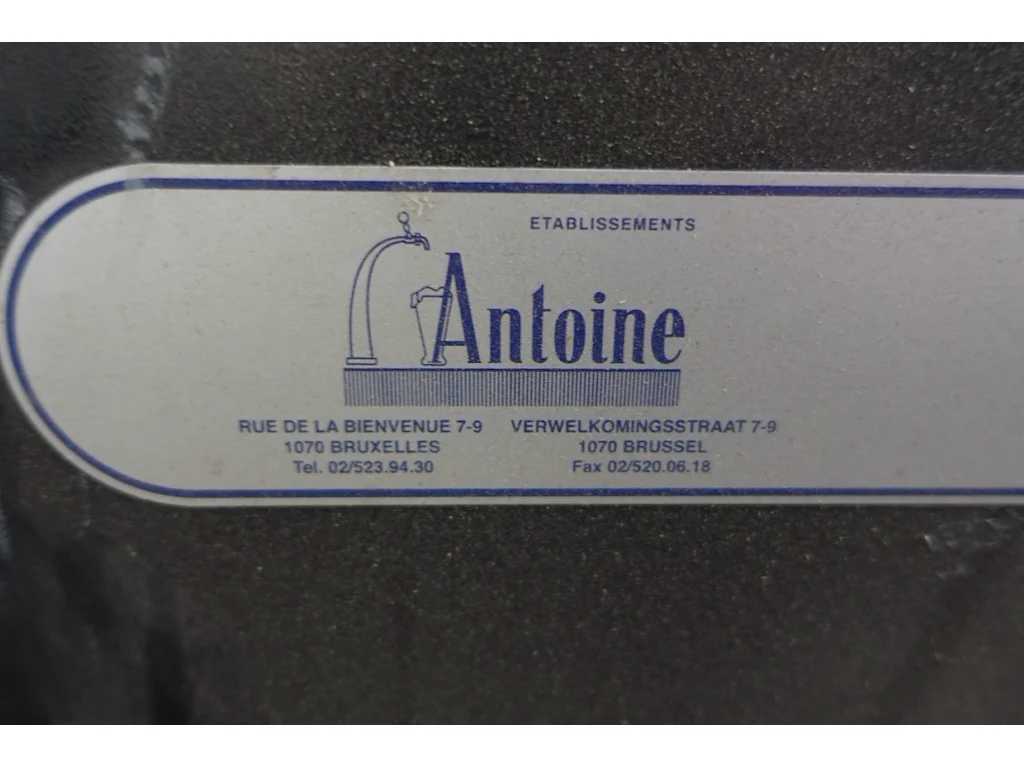 ETABLISSEMENTS
Antoine
RUE DE LA BIENVENUE 7-9 VERWELKOMINGSSTRAAT 7-9
1070 BRUXELLES 1070 BRUSSEL
Tel. 02/523.94.30 Fax 02/520.06.18